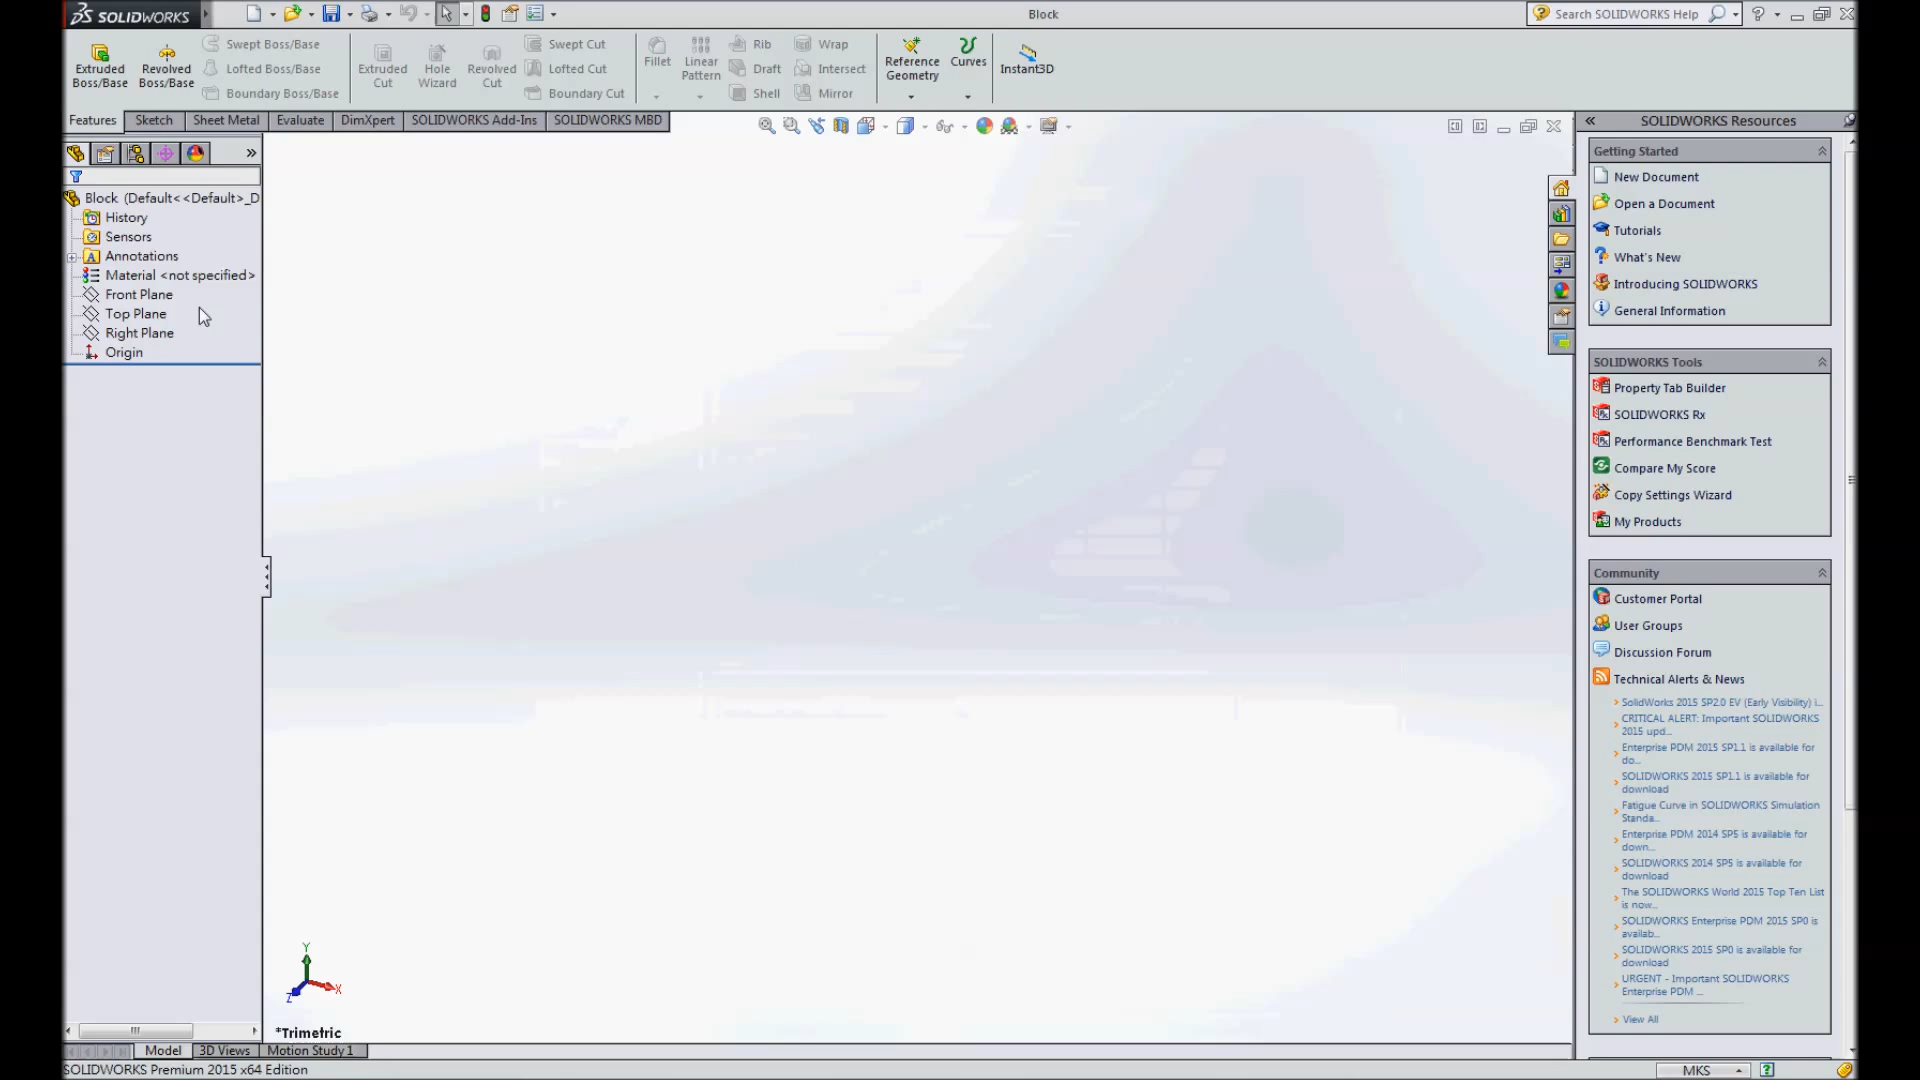 SOLIDWORKS
Block
Search SOLIDWORKS Help
Extruded Boss/Base
Revolved Boss/Base
Swept Boss/Base
Lofted Boss/Base
Boundary Boss/Base
Extruded Cut
Hole Wizard
Revolved Cut
Swept Cut
Lofted Cut
Boundary Cut
Fillet
Linear Pattern
Rib
Draft
Shell
Wrap
Intersect
Mirror
Reference Geometry
Curves
Instant3D
Features
Sketch
Sheet Metal
Evaluate
DimXpert
SOLIDWORKS Add-Ins
SOLIDWORKS MBD
Block (Default<<Default>_D
History
Sensors
Annotations
Material <not specified>
Front Plane
Top Plane
Right Plane
Origin
Y
X
Z
*Trimetric
Model
3D Views
Motion Study 1
SOLIDWORKS Premium 2015 x64 Edition
MKS
SOLIDWORKS Resources
Getting Started
New Document
Open a Document
Tutorials
What's New
Introducing SOLIDWORKS
General Information
SOLIDWORKS Tools
Property Tab Builder
SOLIDWORKS Rx
Performance Benchmark Test
Compare My Score
Copy Settings Wizard
My Products
Community
Customer Portal
User Groups
Discussion Forum
Technical Alerts & News
SolidWorks 2015 SP2.0 EV (Early Visibility) i...
CRITICAL ALERT: Important SOLIDWORKS
2015 upd...
Enterprise PDM 2015 SP1.1 is available for
do...
SOLIDWORKS 2015 SP1.1 is available for
download
Fatigue Curve in SOLIDWORKS Simulation
Standa...
Enterprise PDM 2014 SP5 is available for
down...
SOLIDWORKS 2014 SP5 is available for
download
The SOLIDWORKS World 2015 Top Ten List
is now...
SOLIDWORKS Enterprise PDM 2015 SP0 is
availab...
SOLIDWORKS 2015 SP0 is available for
download
URGENT - Important SOLIDWORKS
Enterprise PDM ...
View All